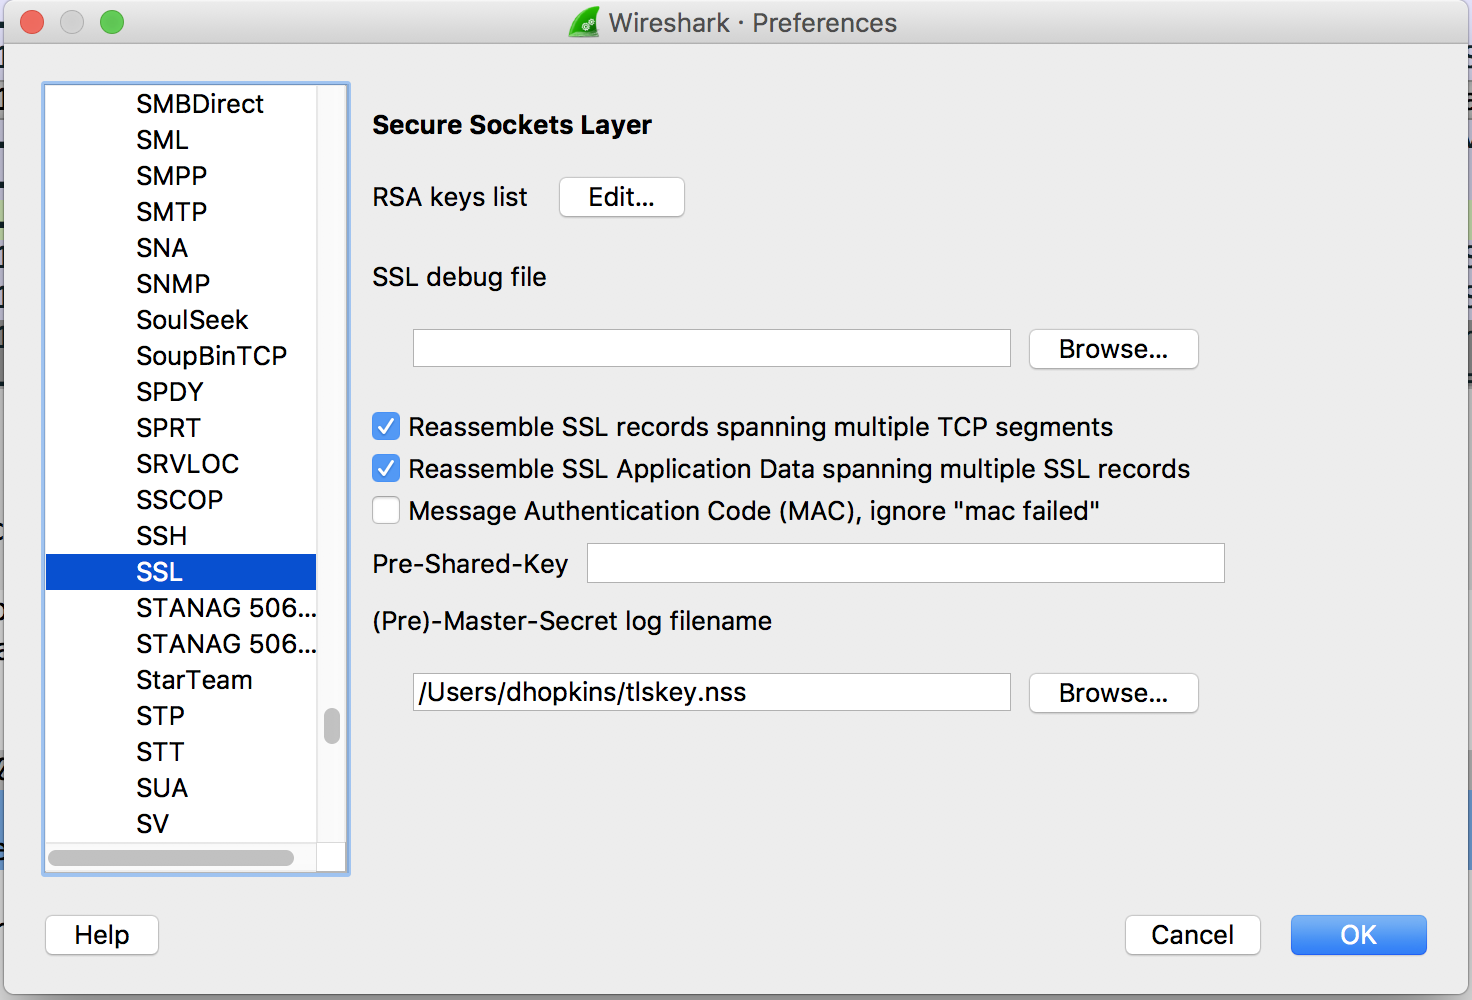 Wireshark · Preferences
SMBDirect
SML
SMPP
SMTP
SNA
SNMP
SoulSeek
SoupBinTCP
SPDY
SPRT
SRVLOC
SSCOP
SSH
SSL
STANAG 506...
STANAG 506...
StarTeam
STP
STT
SUA
SV
Secure Sockets Layer
RSA keys list Edit...
SSL debug file
Browse...
Reassemble SSL records spanning multiple TCP segments
Reassemble SSL Application Data spanning multiple SSL records
Message Authentication Code (MAC), ignore "mac failed"
Pre-Shared-Key
(Pre)-Master-Secret log filename
/Users/dhopkins/tlskey.nss Browse...
Help Cancel OK